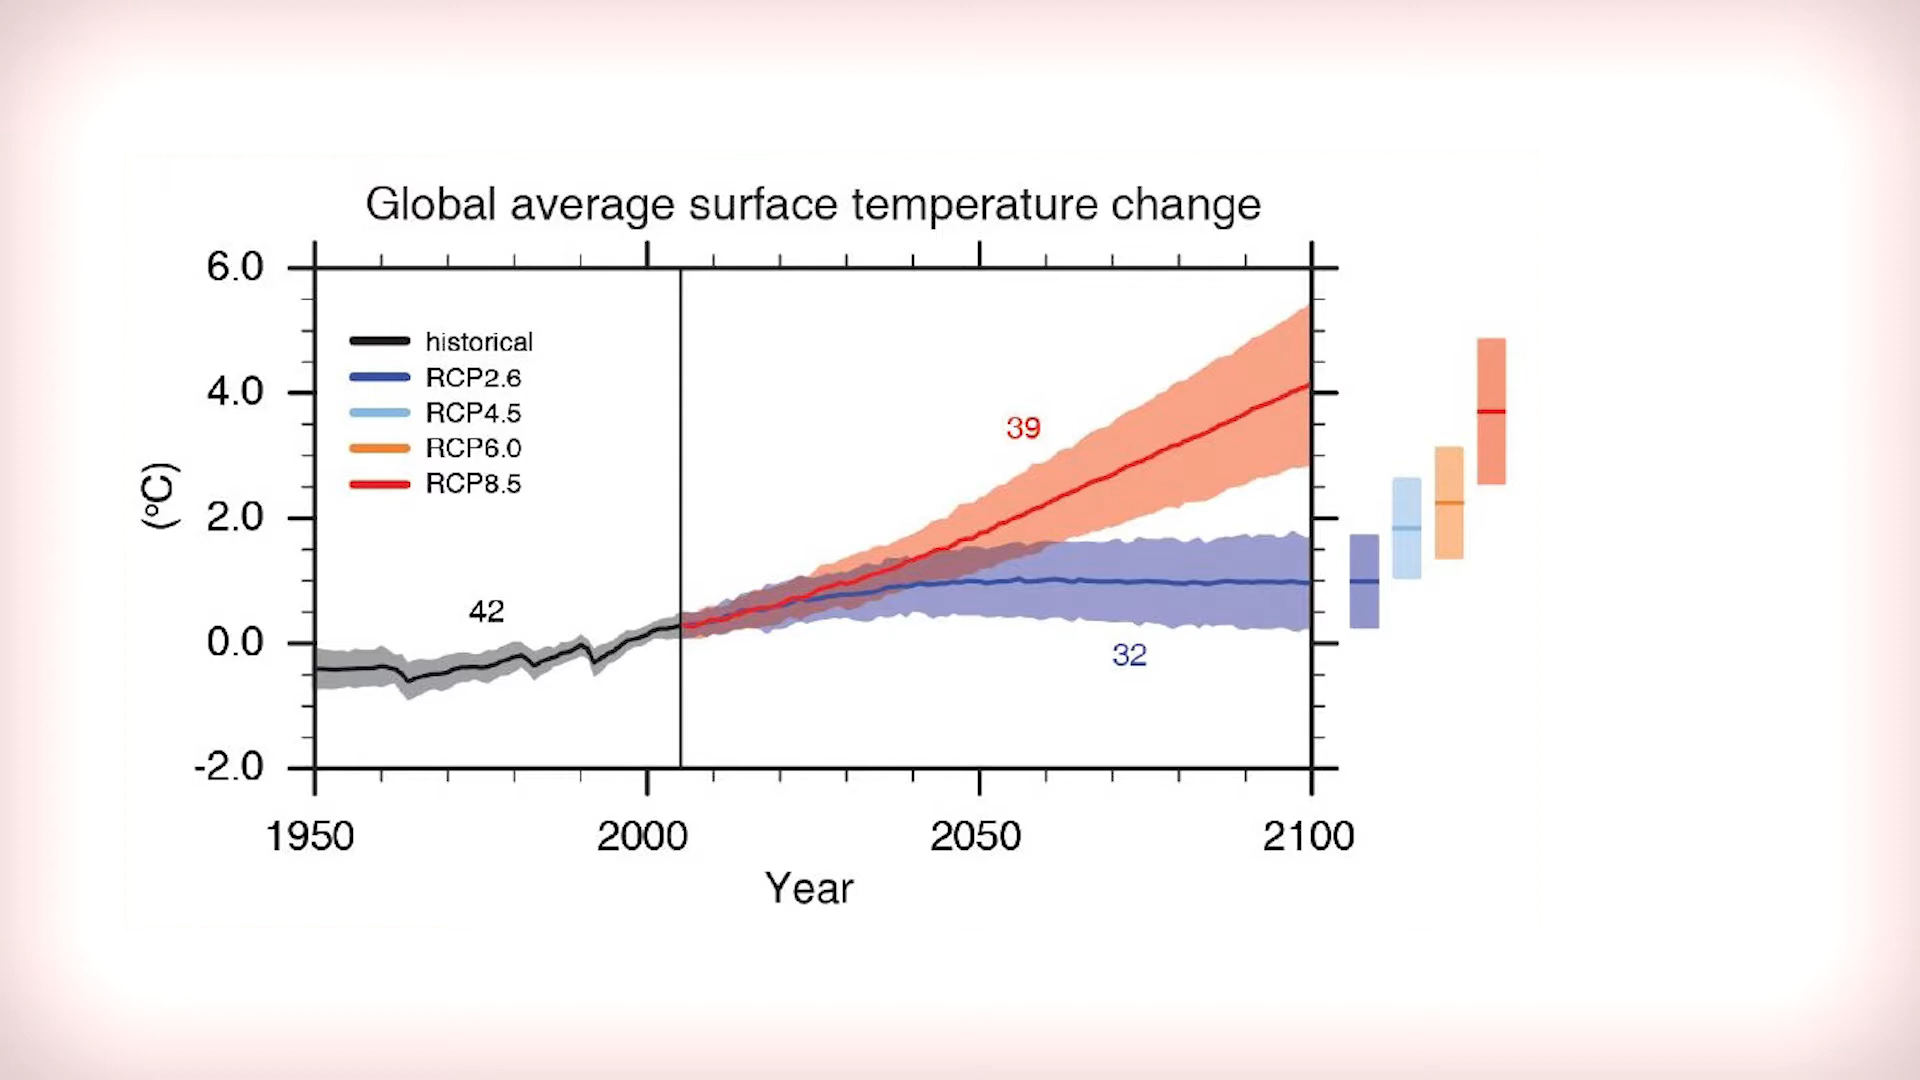 Global average surface temperature change
6.0
4.0
2.0
0.0
-2.0
(°C)
historical
RCP2.6
RCP4.5
RCP6.0
RCP8.5
39
42
32
1950 2000 2050 2100
Year